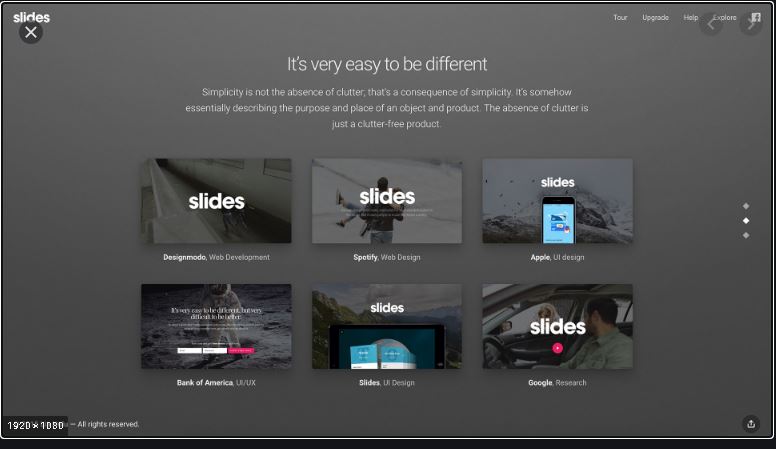 slides
Tour Upgrade Help Explore
It's very easy to be different
Simplicity is not the absence of clutter, that's a consequence of simplicity. It's somehow
essentially describing the purpose and place of an object and product. The absence of clutter is
just a clutter-free product.
slides
slides
slides
Designmodo, Web Development
Spotify, Web Design
Apple, UI design
It's very easy to be different, but very
difficult to be better.
slides
slides
Bank of America, UI/UX
Slides, UI Design
Google, Research
1920 × 1080
— All rights reserved.